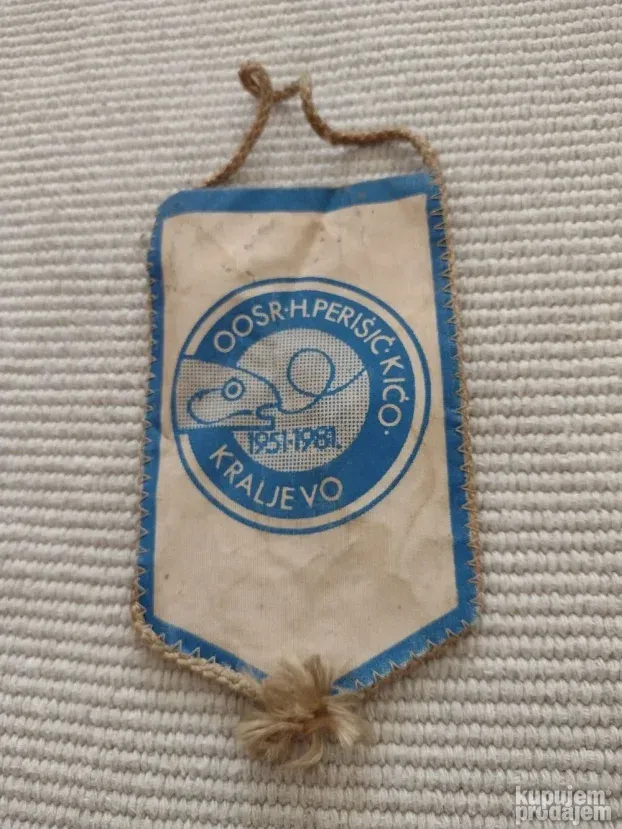 OOSR·H.PERIŠIĆ·KIĆO·
1951-1981.
KRALJEVO
kupujem
prodajem